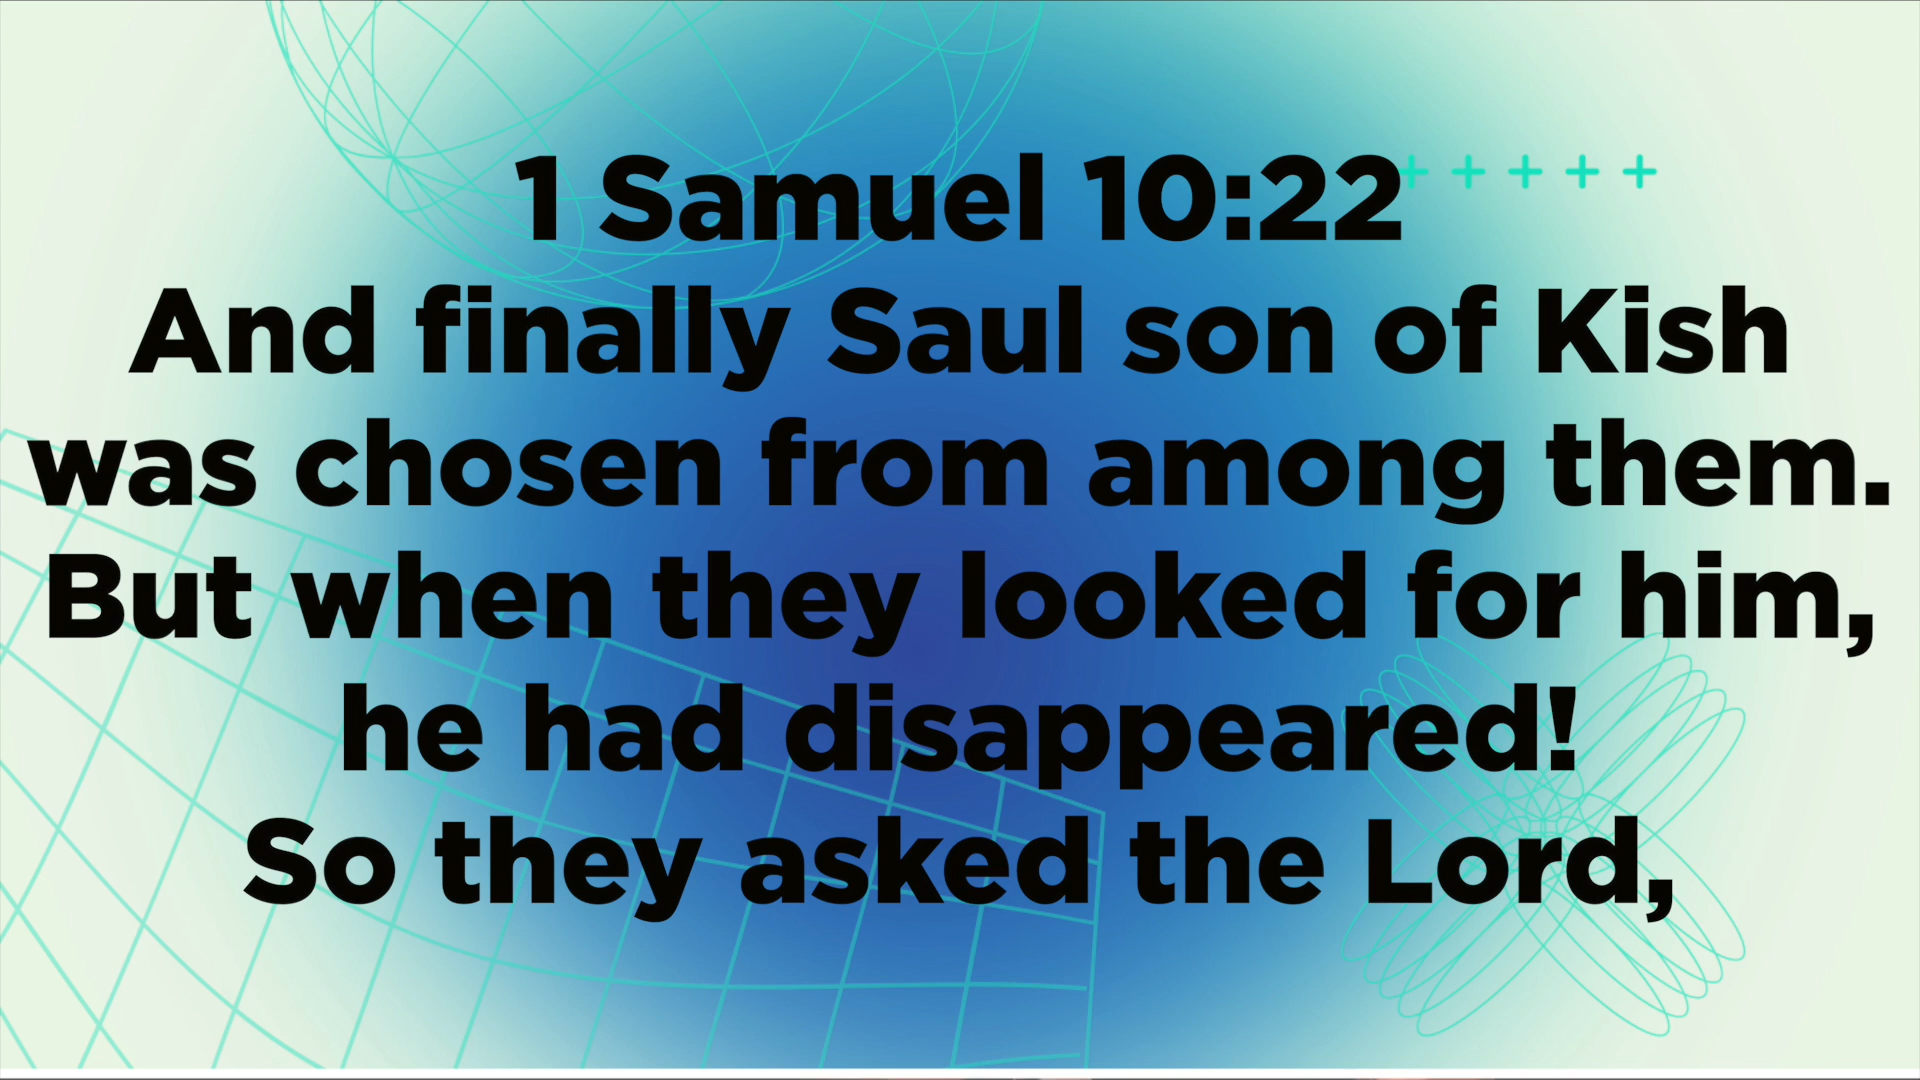 1 Samuel 10:22
And finally Saul son of Kish
was chosen from among them.
But when they looked for him,
he had disappeared!
So they asked the Lord,